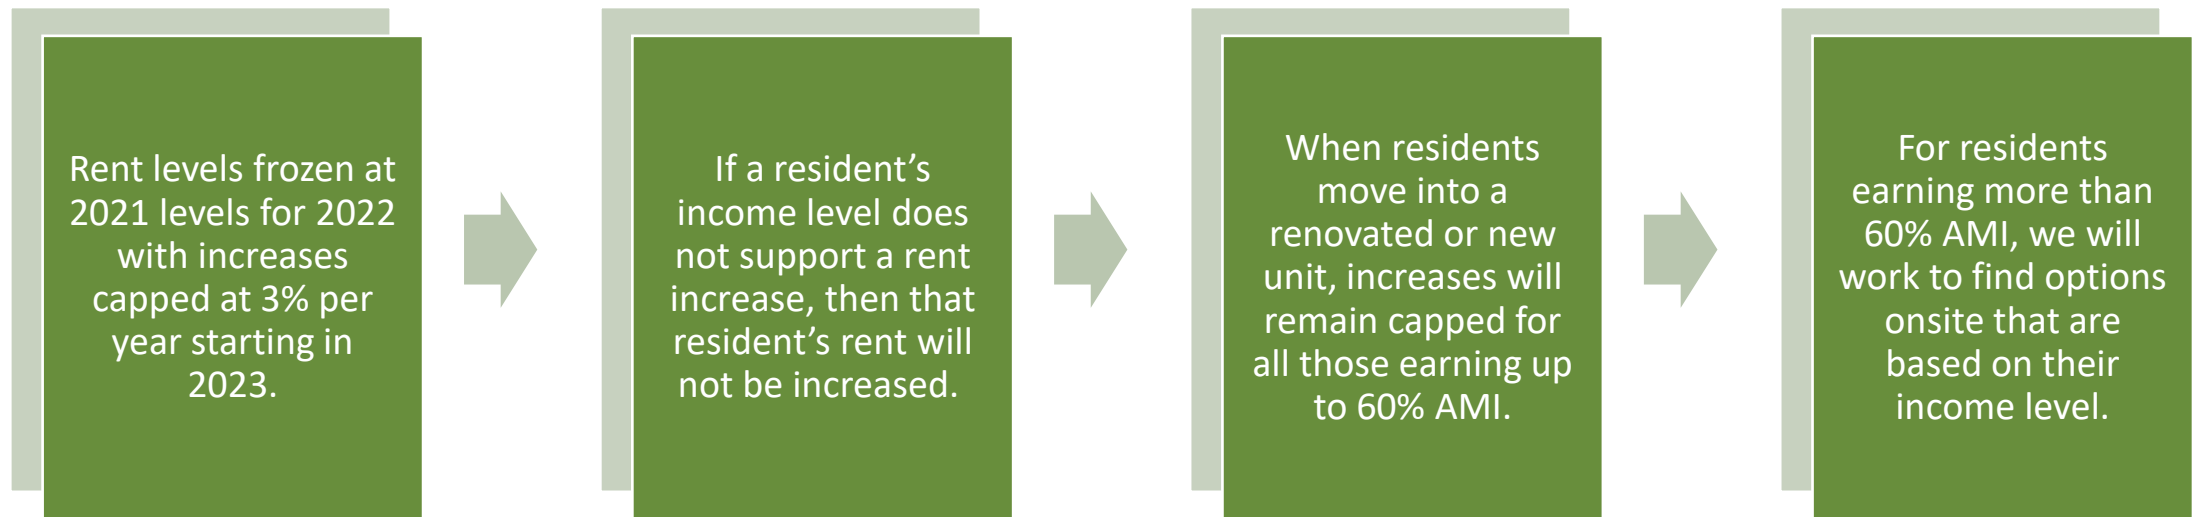 Rent levels frozen at
2021 levels for 2022
with increases
capped at 3% per
year starting in
2023.
If a resident’s
income level does
not support a rent
increase, then that
resident’s rent will
not be increased.
When residents
move into a
renovated or new
unit, increases will
remain capped for
all those earning up
to 60% AMI.
For residents
earning more than
60% AMI, we will
work to find options
onsite that are
based on their
income level.